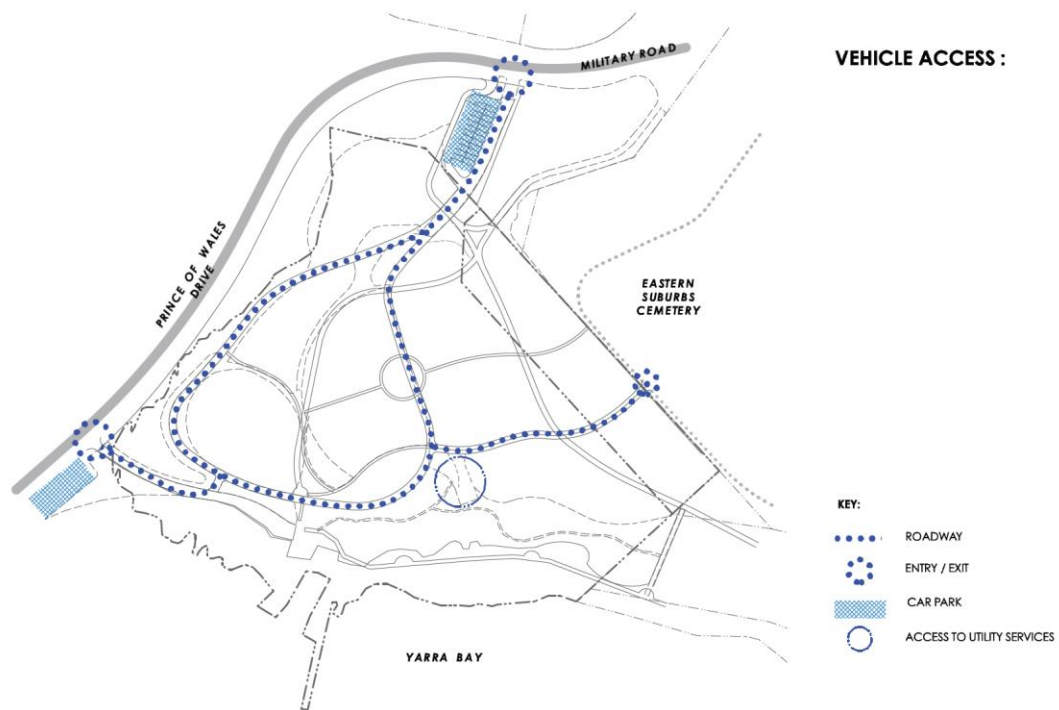 VEHICLE ACCESS :
MILITARY ROAD
PRINCE OF WALES
DRIVE
EASTERN
SUBURBS
CEMETERY
YARRA BAY
KEY:
ROADWAY
ENTRY / EXIT
CAR PARK
ACCESS TO UTILITY SERVICES